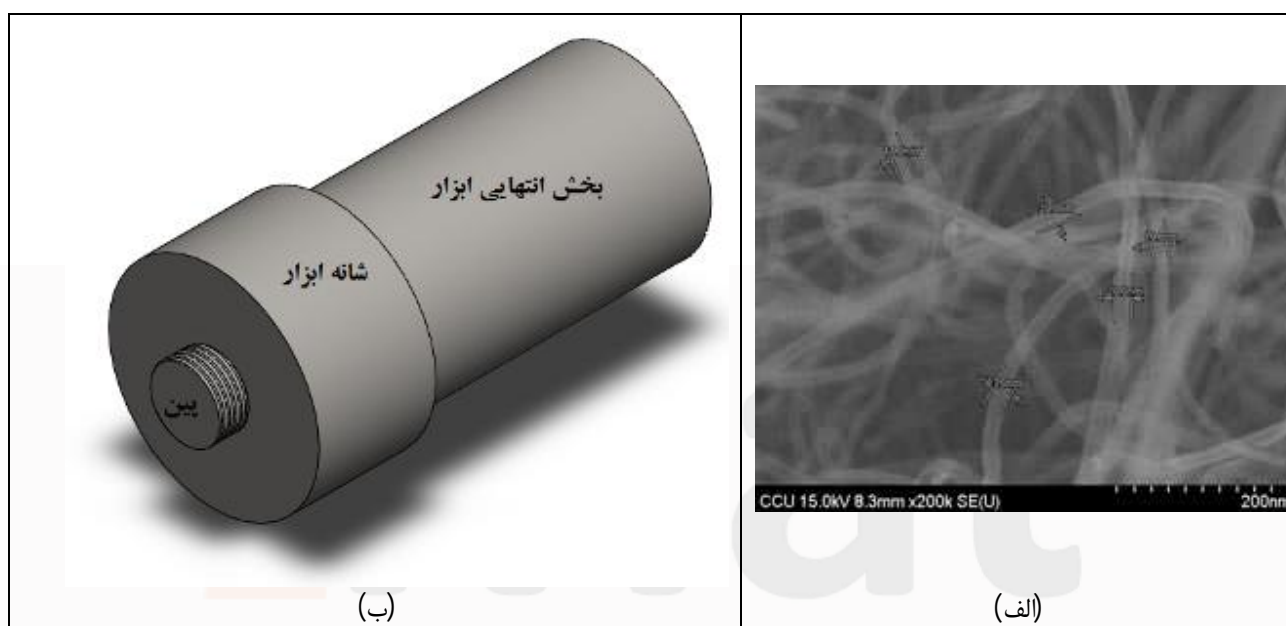 بخش انتهایی ابزار
شانه ابزار
پین
CCU 15.0kV 8.3mm x200k SE(U)
200nm
(الف)
(ب)